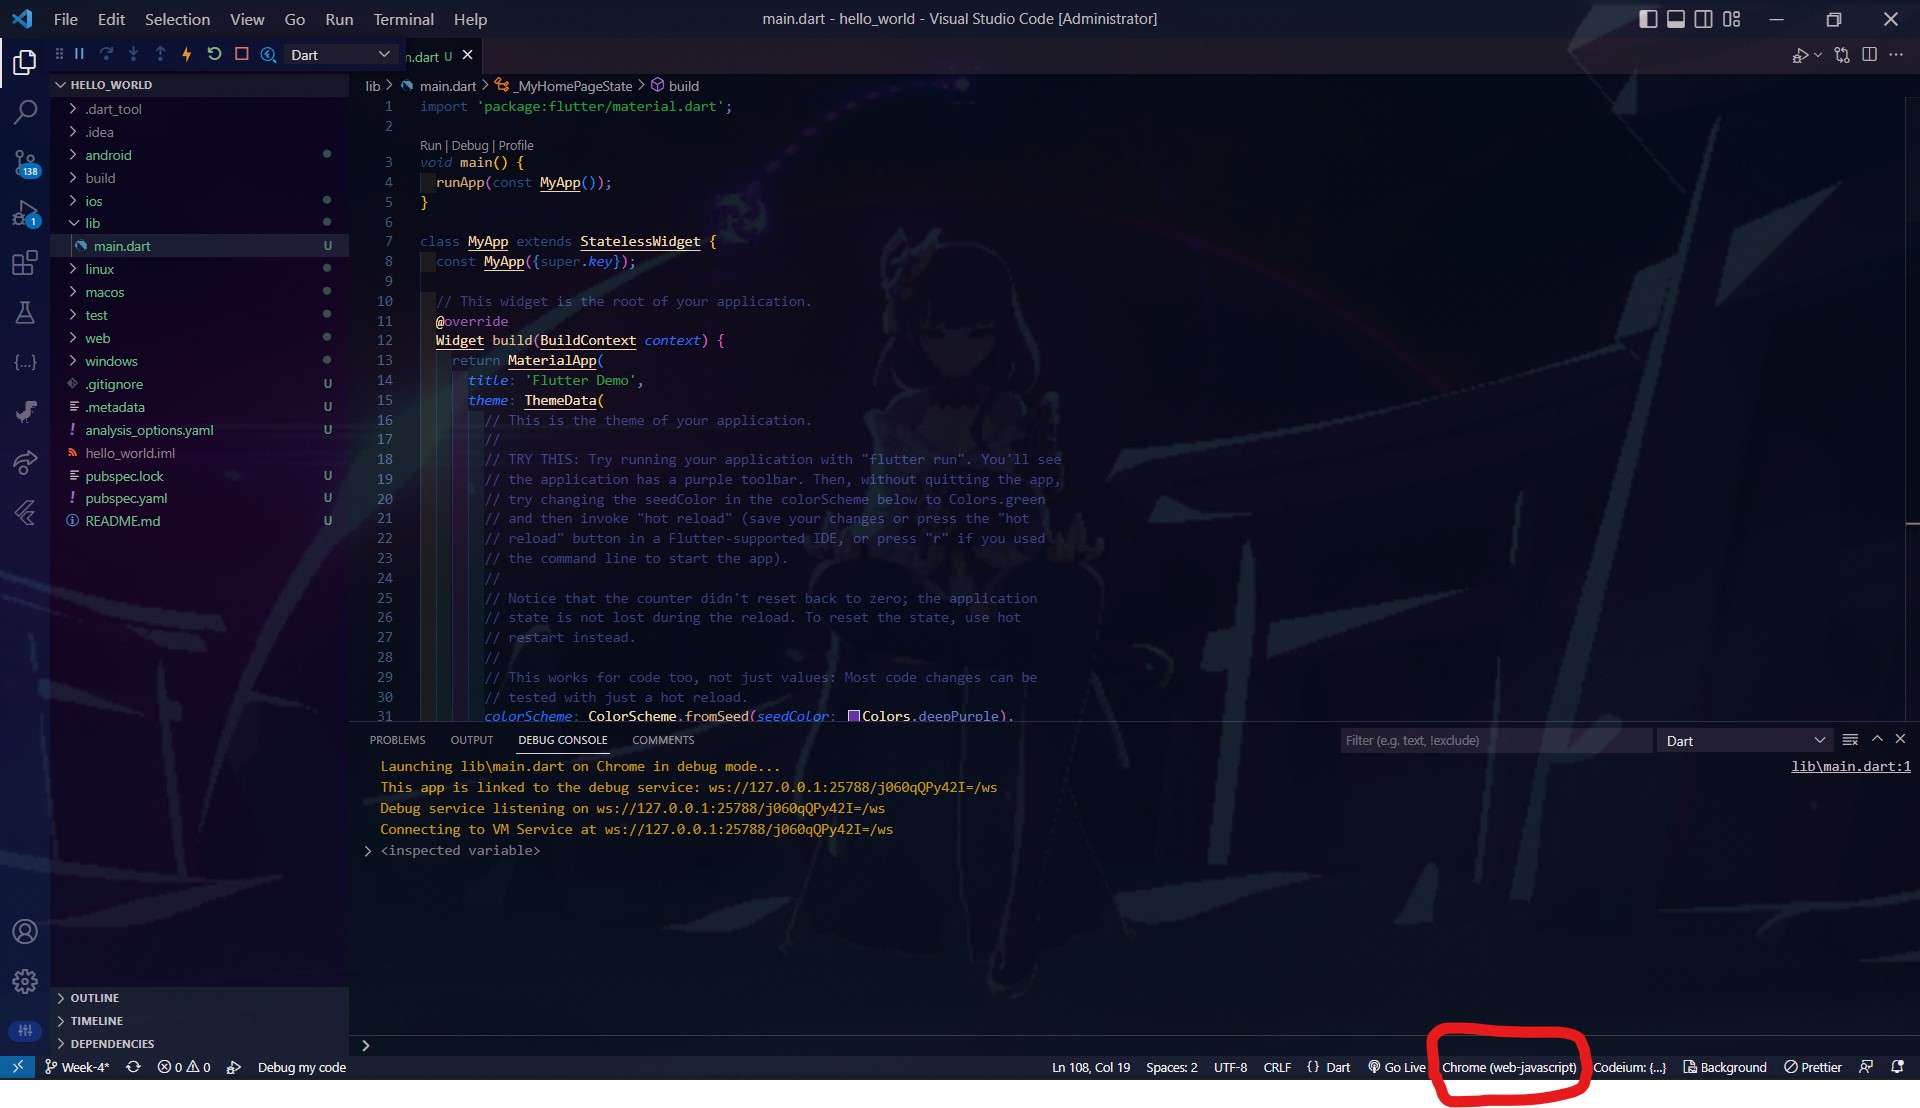 File Edit Selection View Go Run Terminal Help
main.dart - hello_world - Visual Studio Code [Administrator]
Dart
n.dart U
HELLO_WORLD
.dart_tool
.idea
android
build
ios
lib
main.dart U
linux
macos
test
web
windows
.gitignore U
.metadata U
analysis_options.yaml U
hello_world.iml
pubspec.lock U
pubspec.yaml U
README.md U
138
1
OUTLINE
TIMELINE
DEPENDENCIES
lib > main.dart > _MyHomePageState > build
1 import 'package:flutter/material.dart';
2
Run | Debug | Profile
3 void main() {
4 runApp(const MyApp());
5 }
6
7 class MyApp extends StatelessWidget {
8 const MyApp({super.key});
9
10 // This widget is the root of your application.
11 @override
12 Widget build(BuildContext context) {
13 return MaterialApp(
14 title: 'Flutter Demo',
15 theme: ThemeData(
16 // This is the theme of your application.
17 //
18 // TRY THIS: Try running your application with "flutter run". You'll see
19 // the application has a purple toolbar. Then, without quitting the app,
20 // try changing the seedColor in the colorScheme below to Colors.green
21 // and then invoke "hot reload" (save your changes or press the "hot
22 // reload" button in a Flutter-supported IDE, or press "r" if you used
23 // the command line to start the app).
24 //
25 // Notice that the counter didn't reset back to zero; the application
26 // state is not lost during the reload. To reset the state, use hot
27 // restart instead.
28 //
29 // This works for code too, not just values: Most code changes can be
30 // tested with just a hot reload.
31 colorScheme: ColorScheme.fromSeed(seedColor: Colors.deepPurple),
PROBLEMS OUTPUT DEBUG CONSOLE COMMENTS
Filter (e.g. text, !exclude)
Dart
Launching lib\main.dart on Chrome in debug mode...
lib\main.dart:1
This app is linked to the debug service: ws://127.0.0.1:25788/j060qQPy42I=/ws
Debug service listening on ws://127.0.0.1:25788/j060qQPy42I=/ws
Connecting to VM Service at ws://127.0.0.1:25788/j060qQPy42I=/ws
> <inspected variable>
>
Week-4* 0 0 Debug my code
Ln 108, Col 19 Spaces: 2 UTF-8 CRLF {} Dart Go Live Chrome (web-javascript) Codeium: {...} Background Prettier